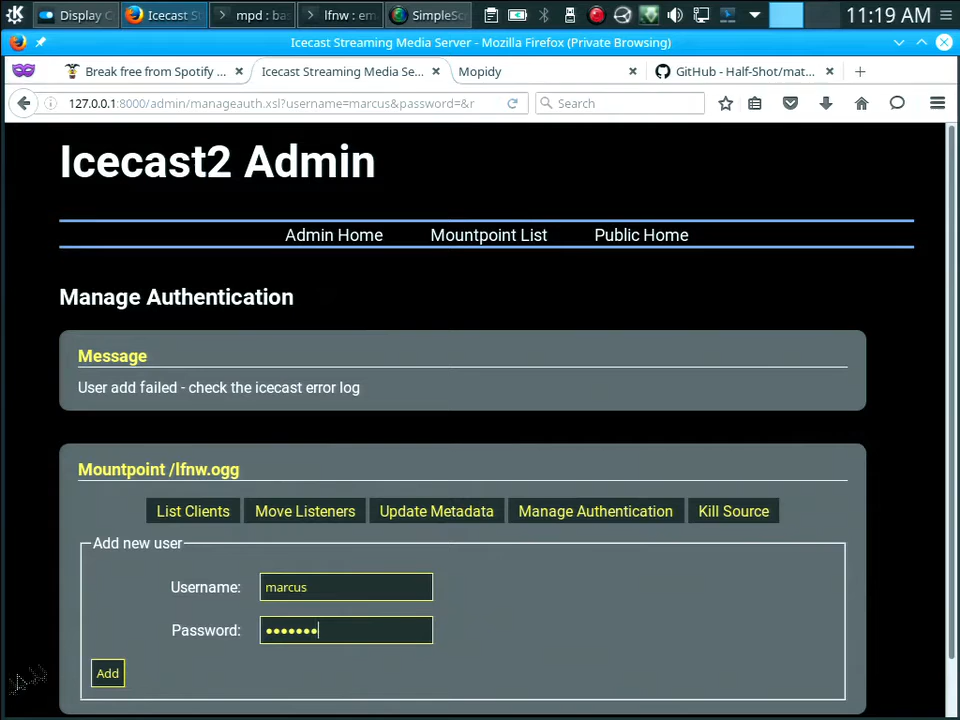 Display C
Icecast St
mpd : bas
lfnw : em
SimpleSc
11:19 AM
Icecast Streaming Media Server - Mozilla Firefox (Private Browsing)
Break free from Spotify ...
Icecast Streaming Media Se...
Mopidy
GitHub - Half-Shot/mat...
127.0.0.1:8000/admin/manageauth.xsl?username=marcus&password=&r
Search
Icecast2 Admin
Admin Home
Mountpoint List
Public Home
Manage Authentication
Message
User add failed - check the icecast error log
Mountpoint /lfnw.ogg
List Clients
Move Listeners
Update Metadata
Manage Authentication
Kill Source
Add new user
Username:
marcus
Password:
•••••••
Add